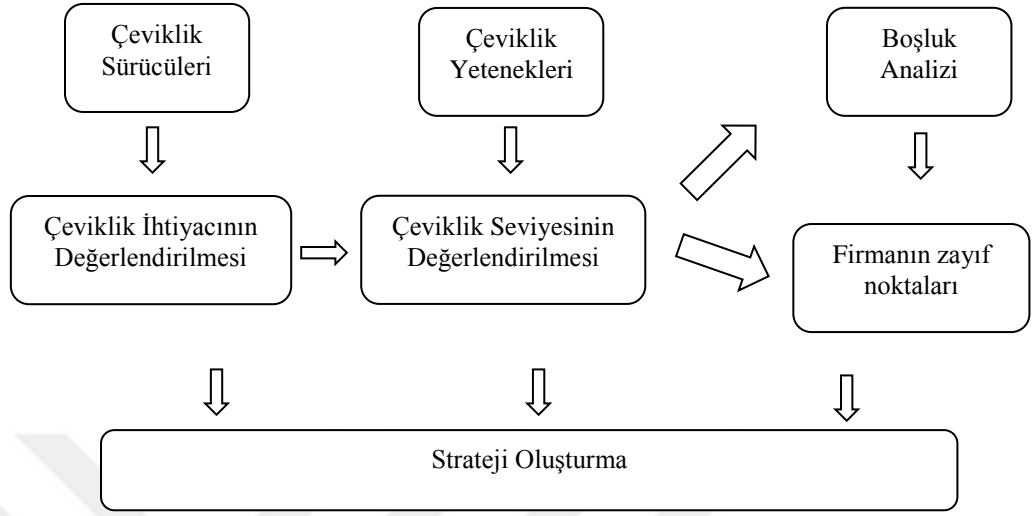 Çeviklik
Sürücüleri
Çeviklik
Yetenekleri
Boşluk
Analizi
Çeviklik İhtiyacının
Değerlendirilmesi
Çeviklik Seviyesinin
Değerlendirilmesi
Firmanın zayıf
noktaları
Strateji Oluşturma